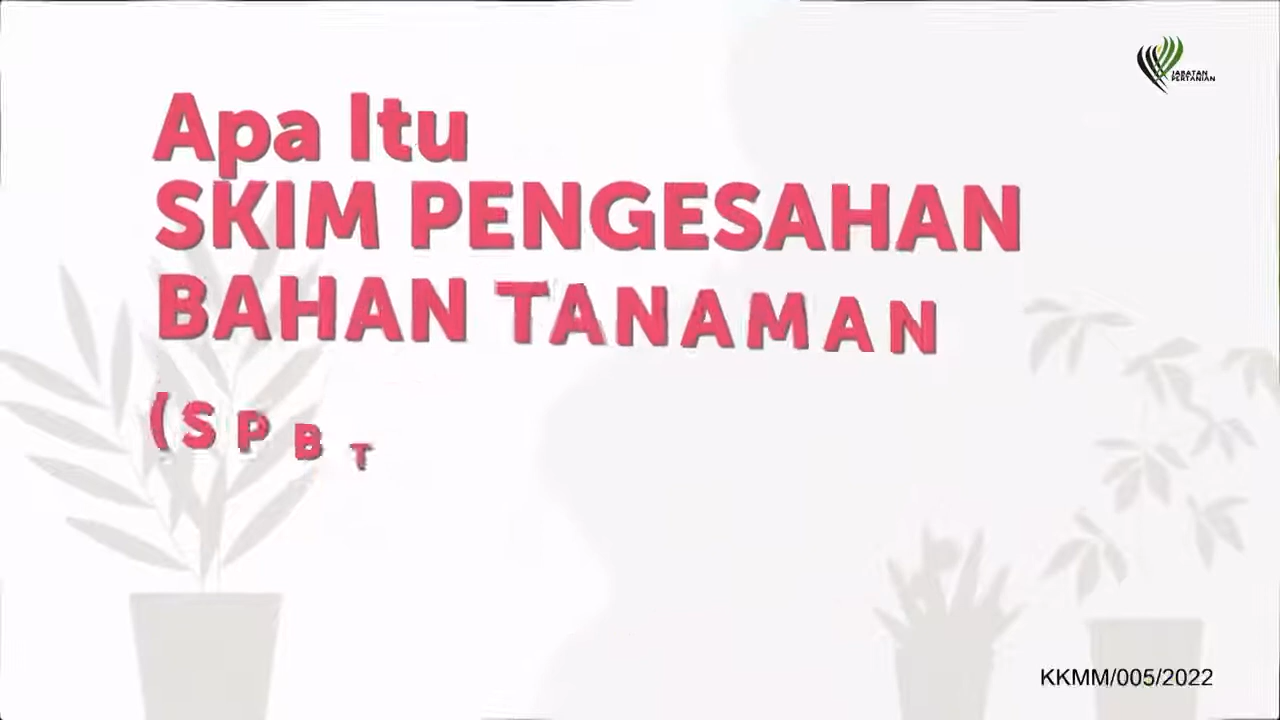 JABATAN
PERTANIAN
Apa Itu
SKIM PENGESAHAN
BAHAN TANAMAN
(SPBT
KKMM/005/2022